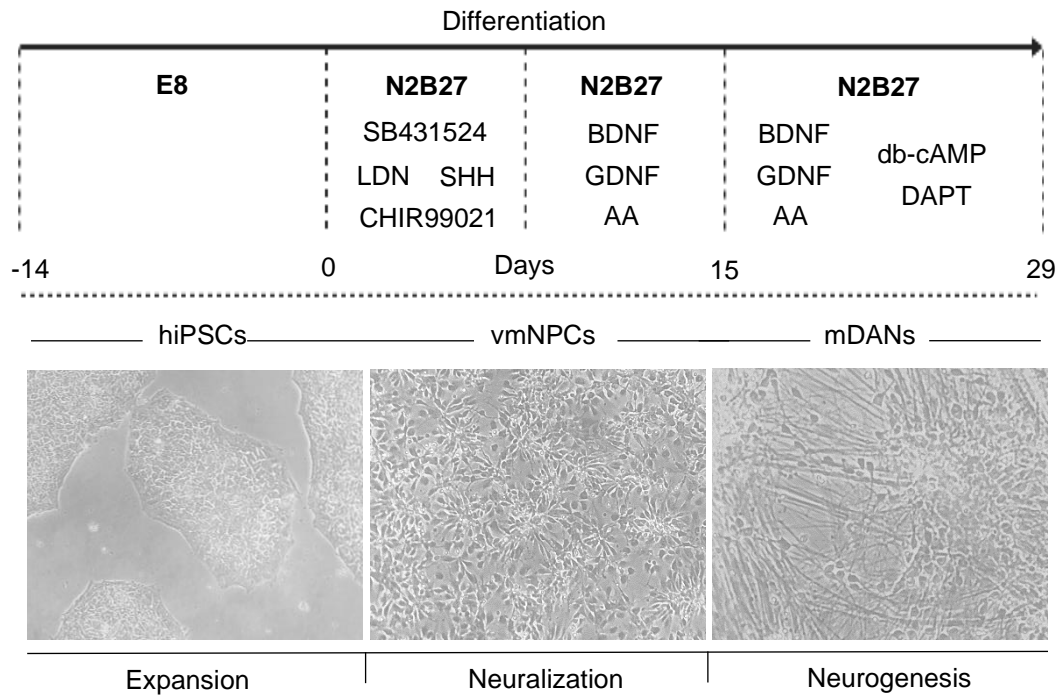 Differentiation
E8
N2B27
N2B27
N2B27
SB431524
LDN SHH
CHIR99021
BDNF
GDNF
AA
BDNF
GDNF
AA
db-cAMP
DAPT
-14 0 Days 15 29
hiPSCs vmNPCs mDANs
Expansion Neuralization Neurogenesis